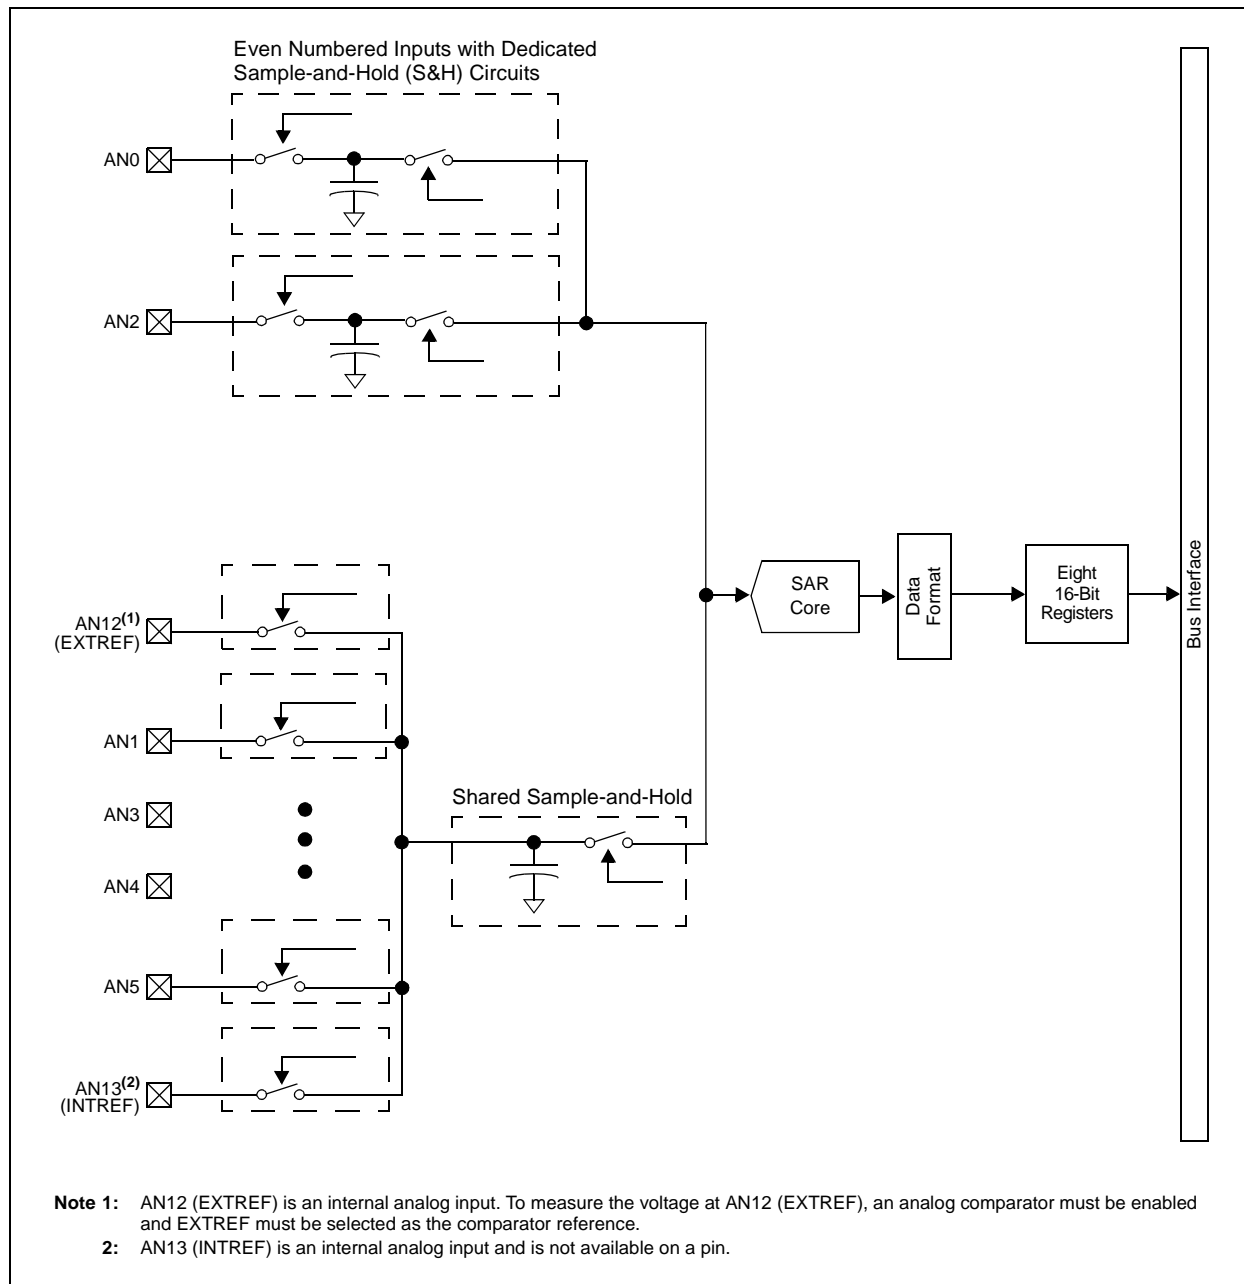 Even Numbered Inputs with Dedicated
Sample-and-Hold (S&H) Circuits
AN0
AN2
AN12(1)
(EXTREF)
AN1
AN3
AN4
AN5
AN13(2)
(INTREF)
Shared Sample-and-Hold
SAR
Core
Data
Format
Eight
16-Bit
Registers
Bus Interface
Note 1: AN12 (EXTREF) is an internal analog input. To measure the voltage at AN12 (EXTREF), an analog comparator must be enabled
and EXTREF must be selected as the comparator reference.
2: AN13 (INTREF) is an internal analog input and is not available on a pin.